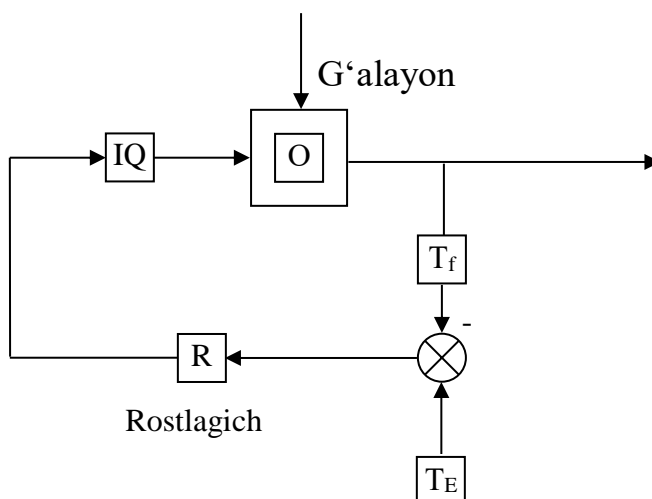 G‘alayon
IQ
O
Tf
-
R
Rostlagich
TE